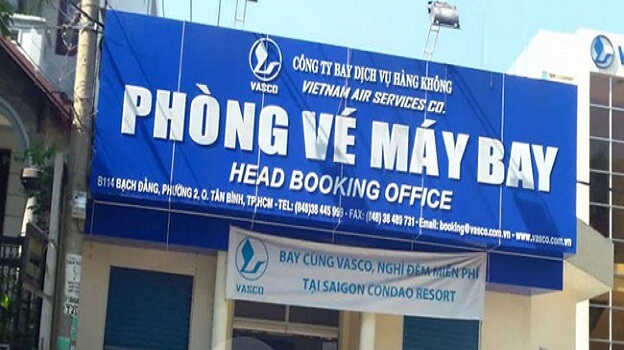 CÔNG TY BAY DỊCH VỤ HÀNG KHÔNG
VASCO
VIETNAM AIR SERVICES CO.
PHÒNG VÉ MÁY BAY
HEAD BOOKING OFFICE
B114 BẠCH ĐẰNG, PHƯỜNG 2, Q. TÂN BÌNH, TP.HCM - TEL: (848)38 445 999 - FAX: (848) 38 489 731 - Email: booking@vasco.com.vn - www.vasco.com.vn
BAY CÙNG VASCO, NGHỈ ĐÊM MIỄN PHÍ
VASCO
TẠI SAIGON CONDAO RESORT